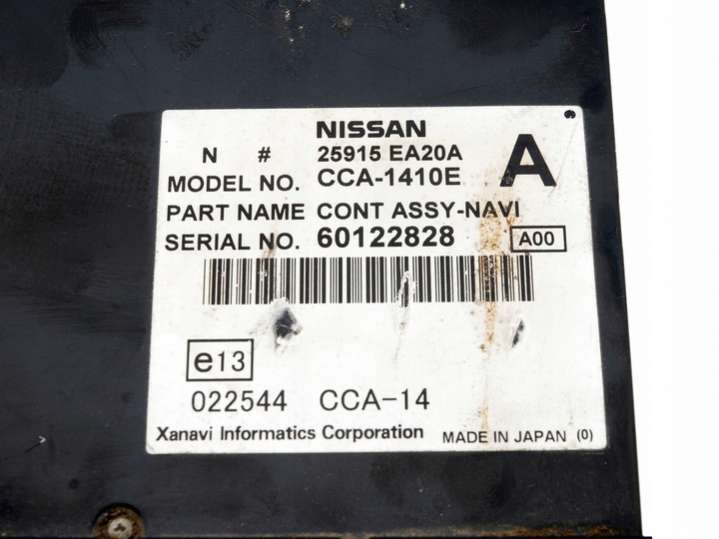 NISSAN
N # 25915 EA20A
A
MODEL NO. CCA-1410E
PART NAME CONT ASSY-NAVI
SERIAL NO. 60122828 A00
e13
022544 CCA-14
Xanavi Informatics Corporation MADE IN JAPAN (0)